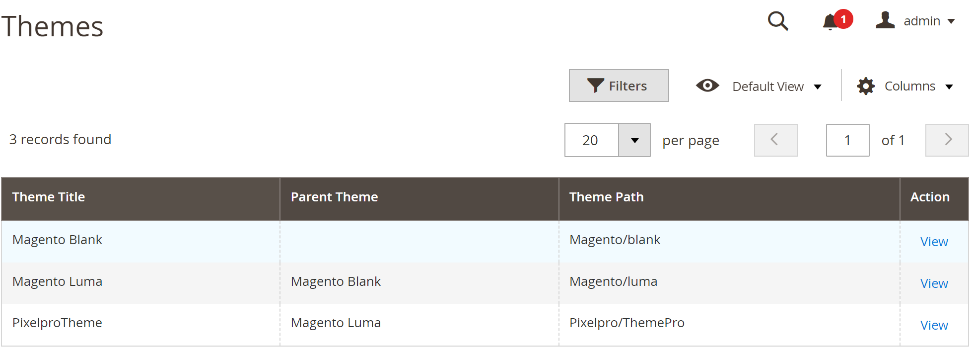 Themes
1
admin
Filters
Default View
Columns
3 records found
20 per page 1 of 1
Theme Title Parent Theme Theme Path Action
Magento Blank Magento/blank View
Magento Luma Magento Blank Magento/luma View
PixelproTheme Magento Luma Pixelpro/ThemePro View